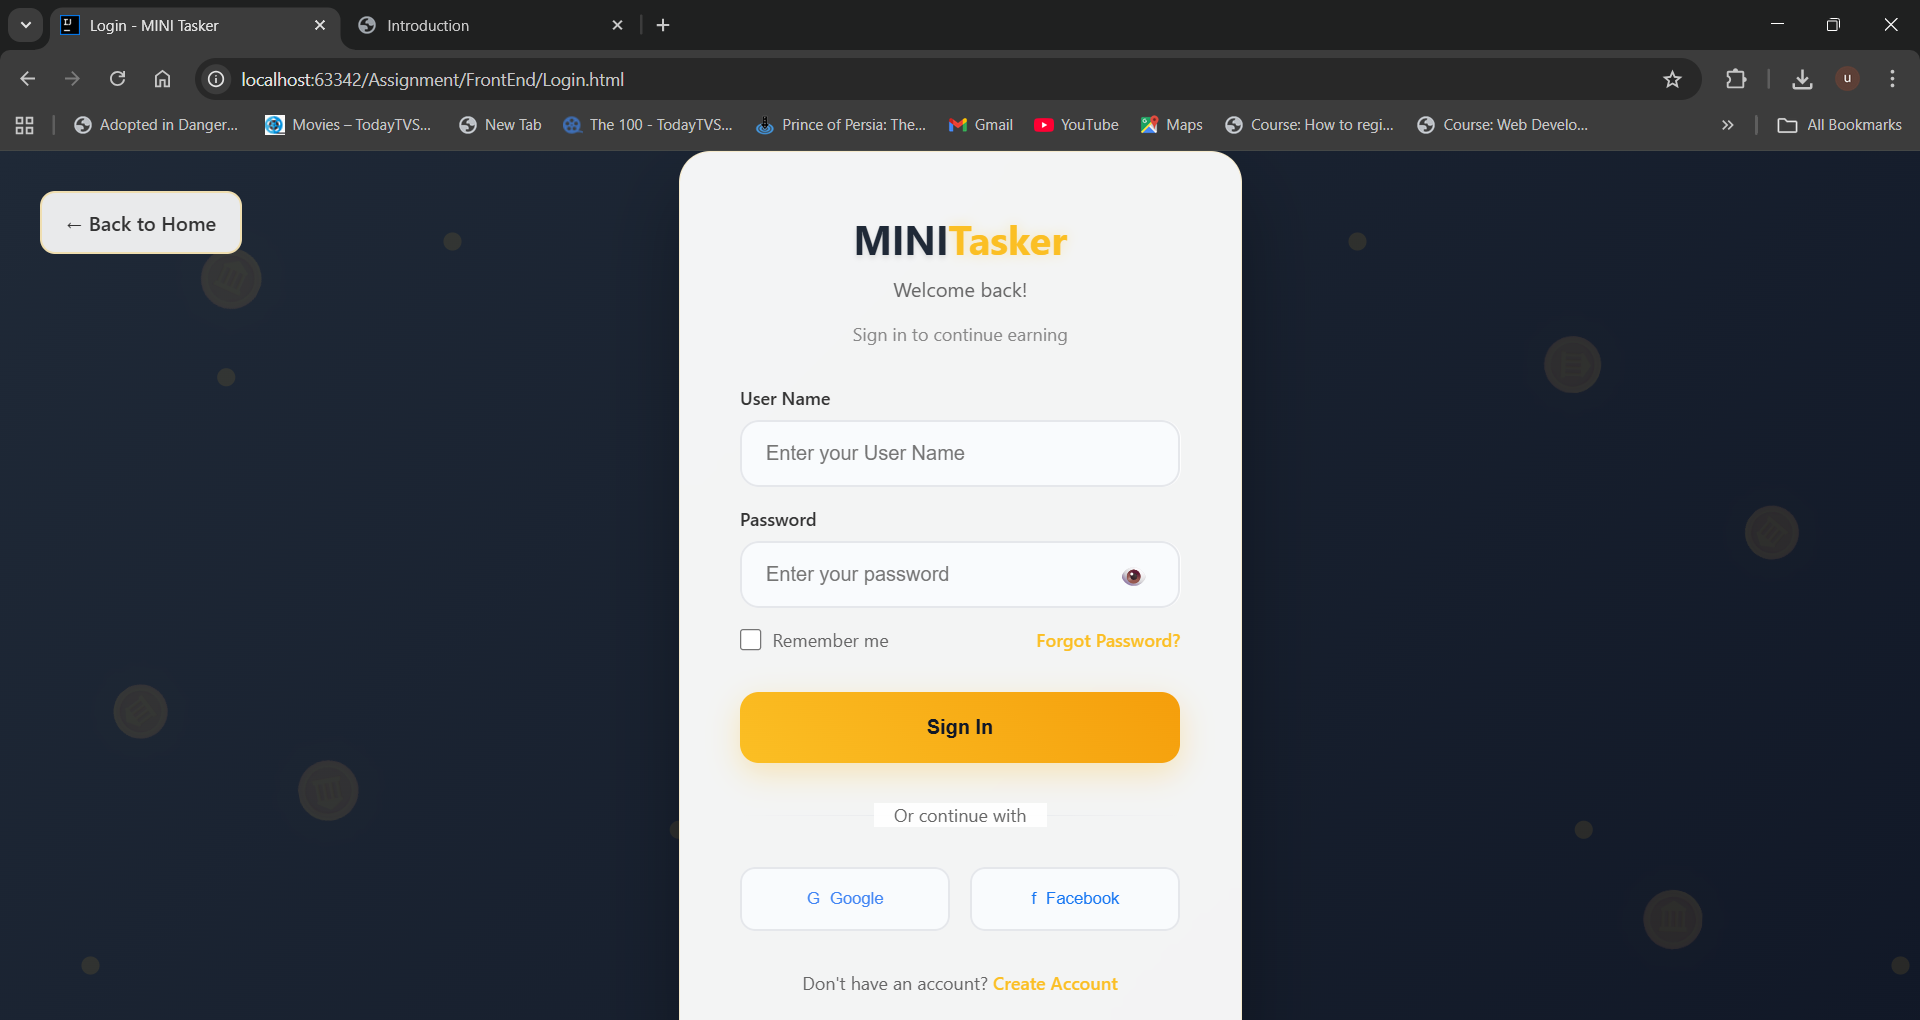 Login - MINI Tasker
Introduction
localhost:63342/Assignment/FrontEnd/Login.html
u
Adopted in Danger...
Movies – TodayTVS...
New Tab
The 100 - TodayTVS...
Prince of Persia: The...
Gmail
YouTube
Maps
Course: How to regi...
Course: Web Develo...
All Bookmarks
← Back to Home
MINITasker
Welcome back!
Sign in to continue earning
User Name
Enter your User Name
Password
Enter your password
Remember me
Forgot Password?
Sign In
Or continue with
G Google
f Facebook
Don't have an account? Create Account